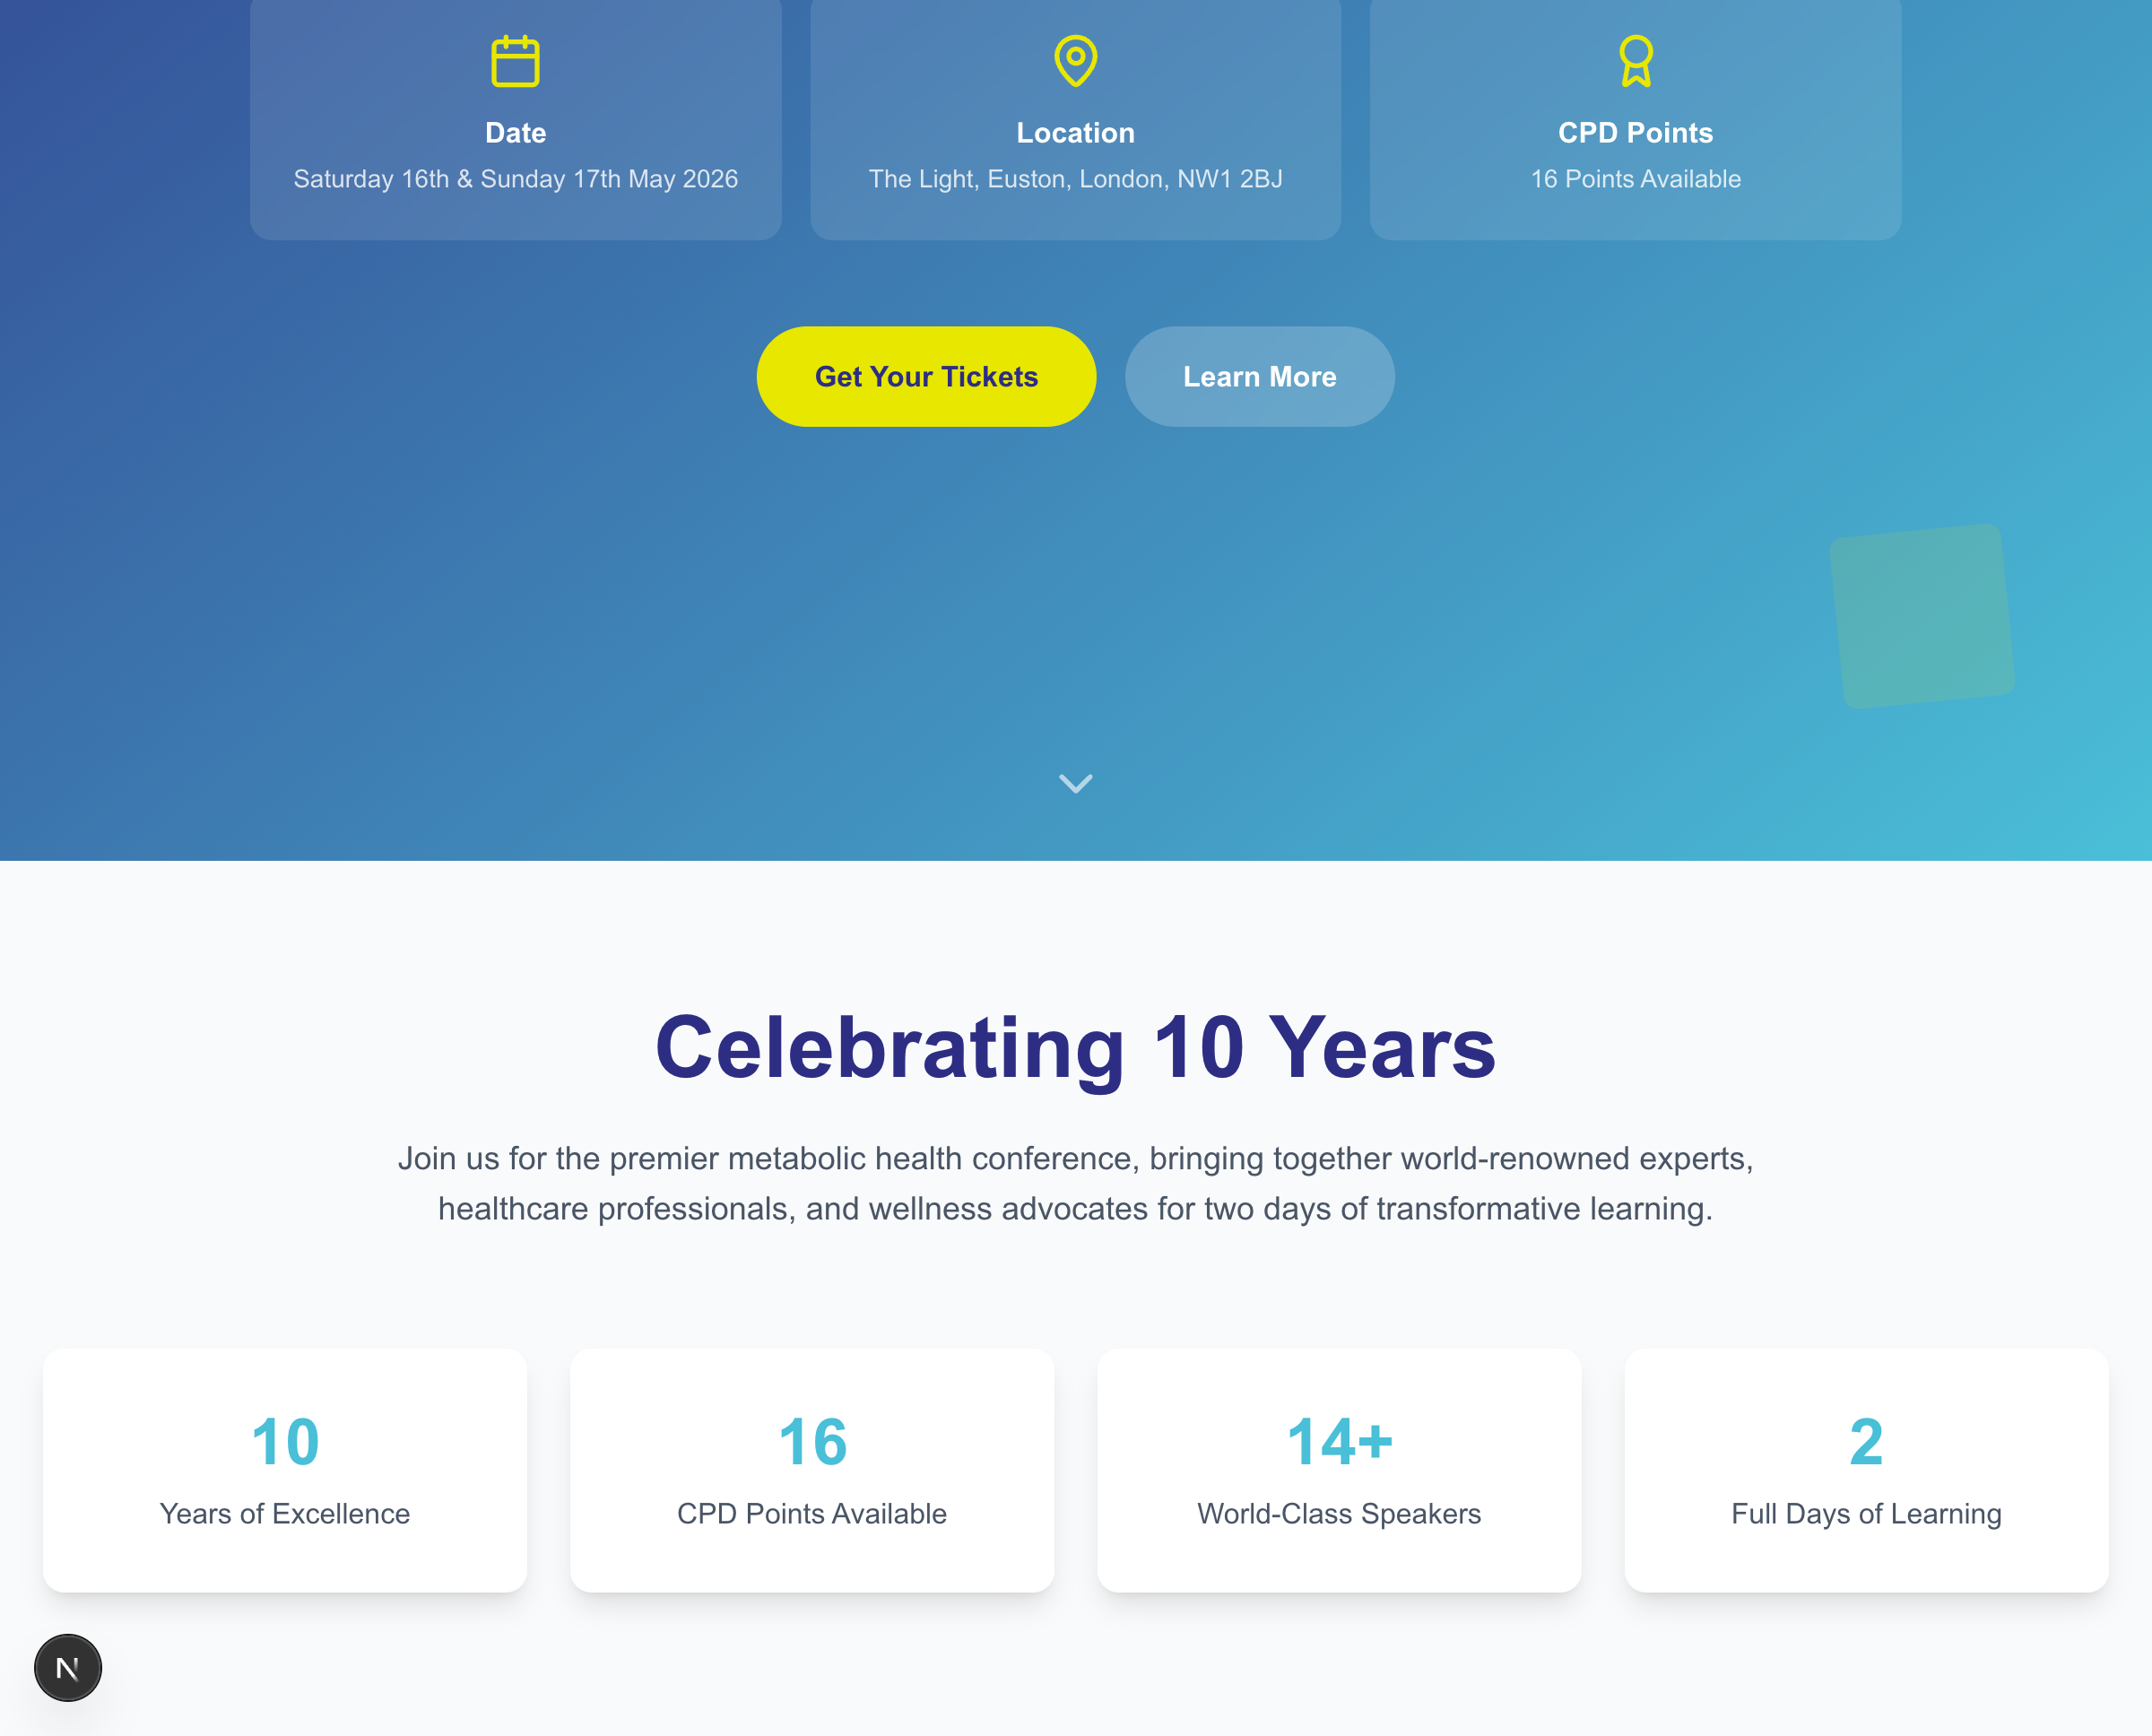 Date
Saturday 16th & Sunday 17th May 2026
Location
The Light, Euston, London, NW1 2BJ
CPD Points
16 Points Available
Get Your Tickets
Learn More
Celebrating 10 Years
Join us for the premier metabolic health conference, bringing together world-renowned experts,
healthcare professionals, and wellness advocates for two days of transformative learning.
10
Years of Excellence
16
CPD Points Available
14+
World-Class Speakers
2
Full Days of Learning
N